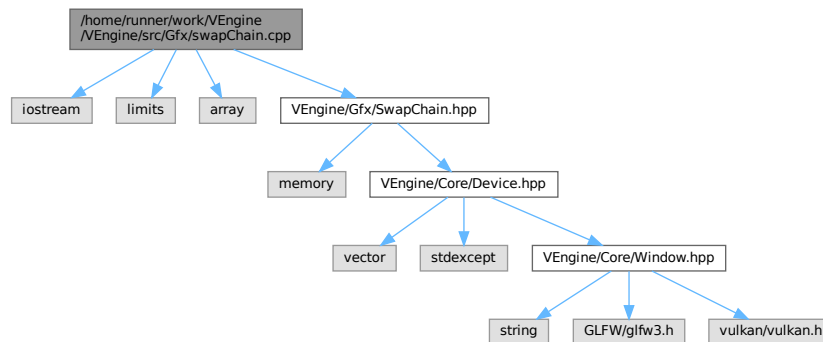 /home/runner/work/VEngine
/VEngine/src/Gfx/swapChain.cpp
iostream
limits
array
VEngine/Gfx/SwapChain.hpp
memory
VEngine/Core/Device.hpp
vector
stdexcept
VEngine/Core/Window.hpp
string
GLFW/glfw3.h
vulkan/vulkan.h